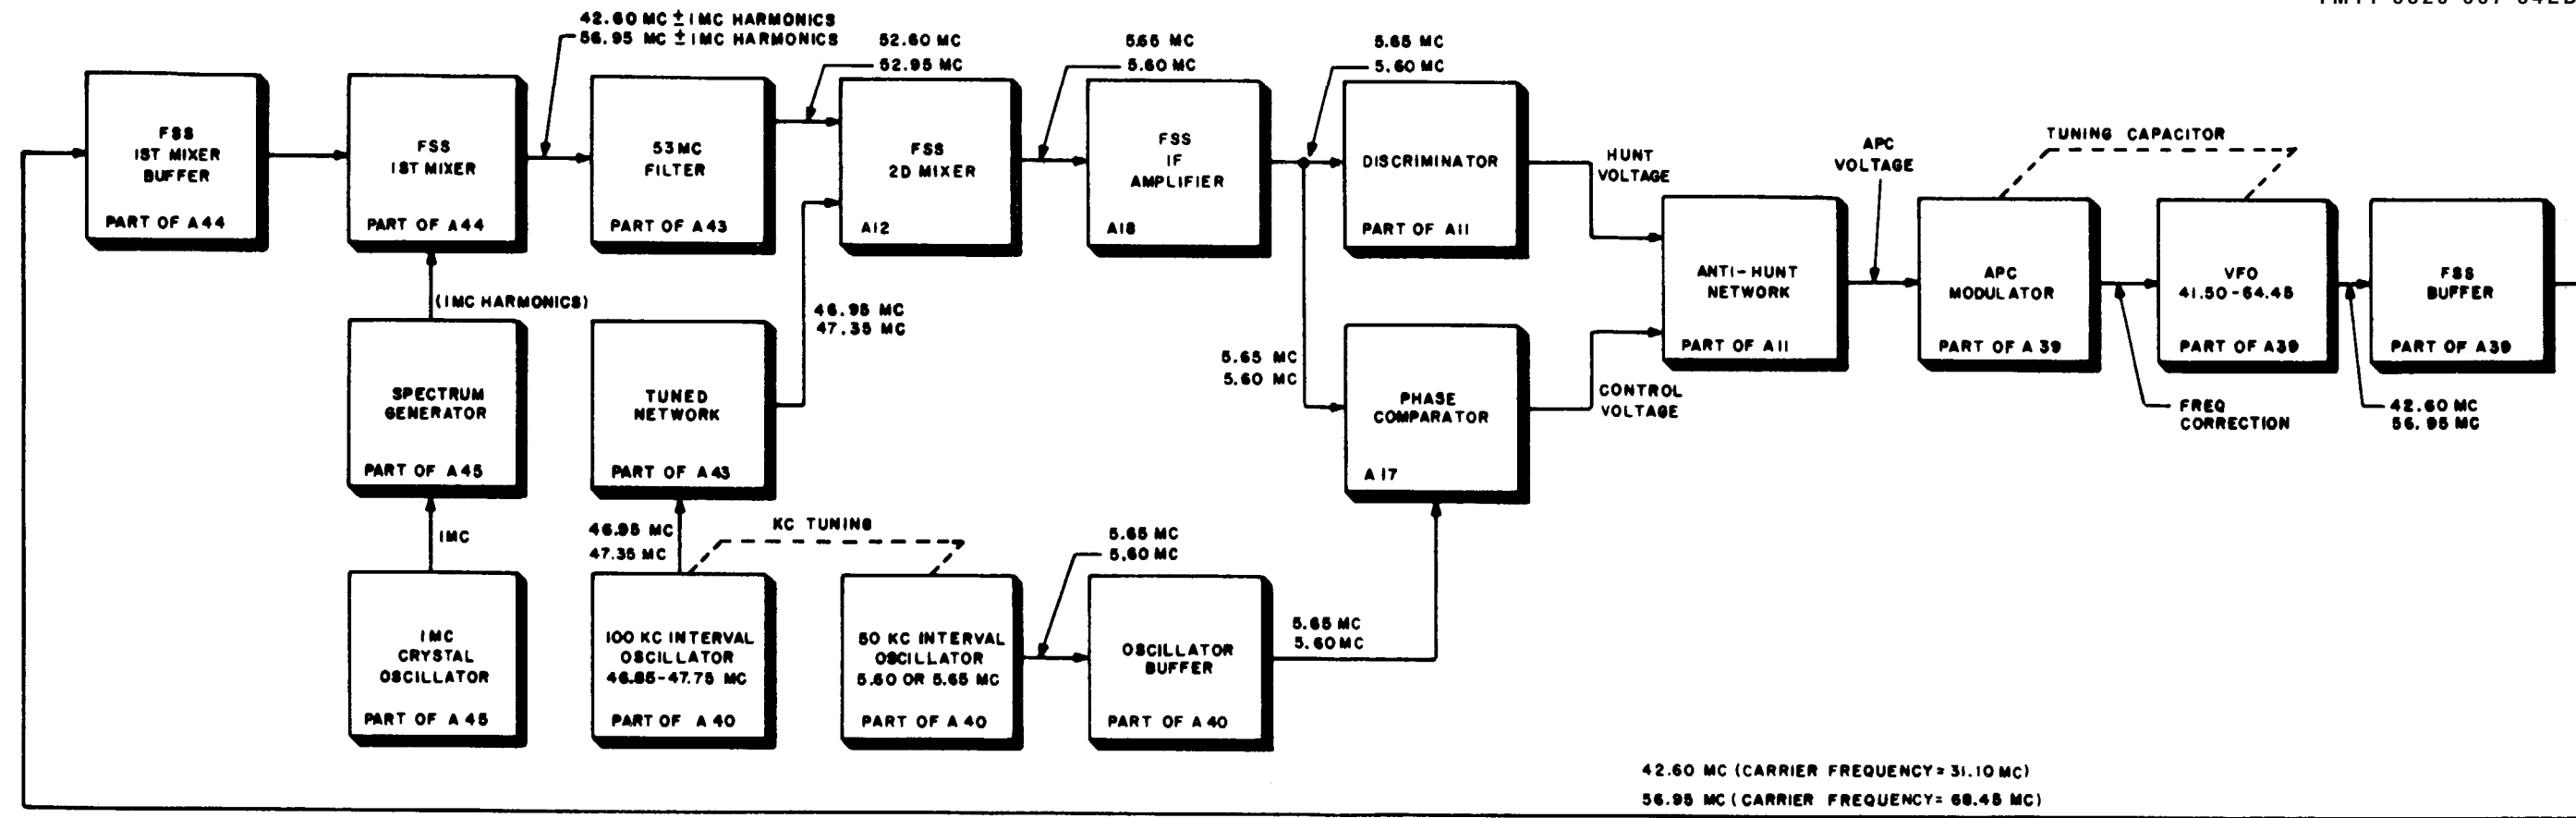 42.60 MC ± 1MC HARMONICS
56.95 MC ± 1MC HARMONICS
52.60 MC
52.95 MC
5.65 MC
5.60 MC
5.65 MC
5.60 MC
FSS
1ST MIXER
BUFFER
PART OF A44
FSS
1ST MIXER
PART OF A44
53 MC
FILTER
PART OF A43
FSS
2D MIXER
A12
FSS
IF
AMPLIFIER
A18
DISCRIMINATOR
PART OF A11
HUNT
VOLTAGE
APC
VOLTAGE
TUNING CAPACITOR
ANTI-HUNT
NETWORK
PART OF A11
APC
MODULATOR
PART OF A39
VFO
41.50-64.45
PART OF A39
FSS
BUFFER
PART OF A39
(1MC HARMONICS)
46.95 MC
47.35 MC
5.65 MC
5.60 MC
SPECTRUM
GENERATOR
PART OF A45
TUNED
NETWORK
PART OF A43
PHASE
COMPARATOR
A17
CONTROL
VOLTAGE
FREQ
CORRECTION
42.60 MC
56.95 MC
1MC
46.95 MC
47.35 MC
KC TUNING
5.65 MC
5.60 MC
1MC
CRYSTAL
OSCILLATOR
PART OF A45
100 KC INTERVAL
OSCILLATOR
46.85-47.75 MC
PART OF A40
50 KC INTERVAL
OSCILLATOR
5.60 OR 5.65 MC
PART OF A40
OSCILLATOR
BUFFER
PART OF A40
5.65 MC
5.60 MC
42.60 MC (CARRIER FREQUENCY= 31.10 MC)
56.95 MC (CARRIER FREQUENCY= 68.45 MC)